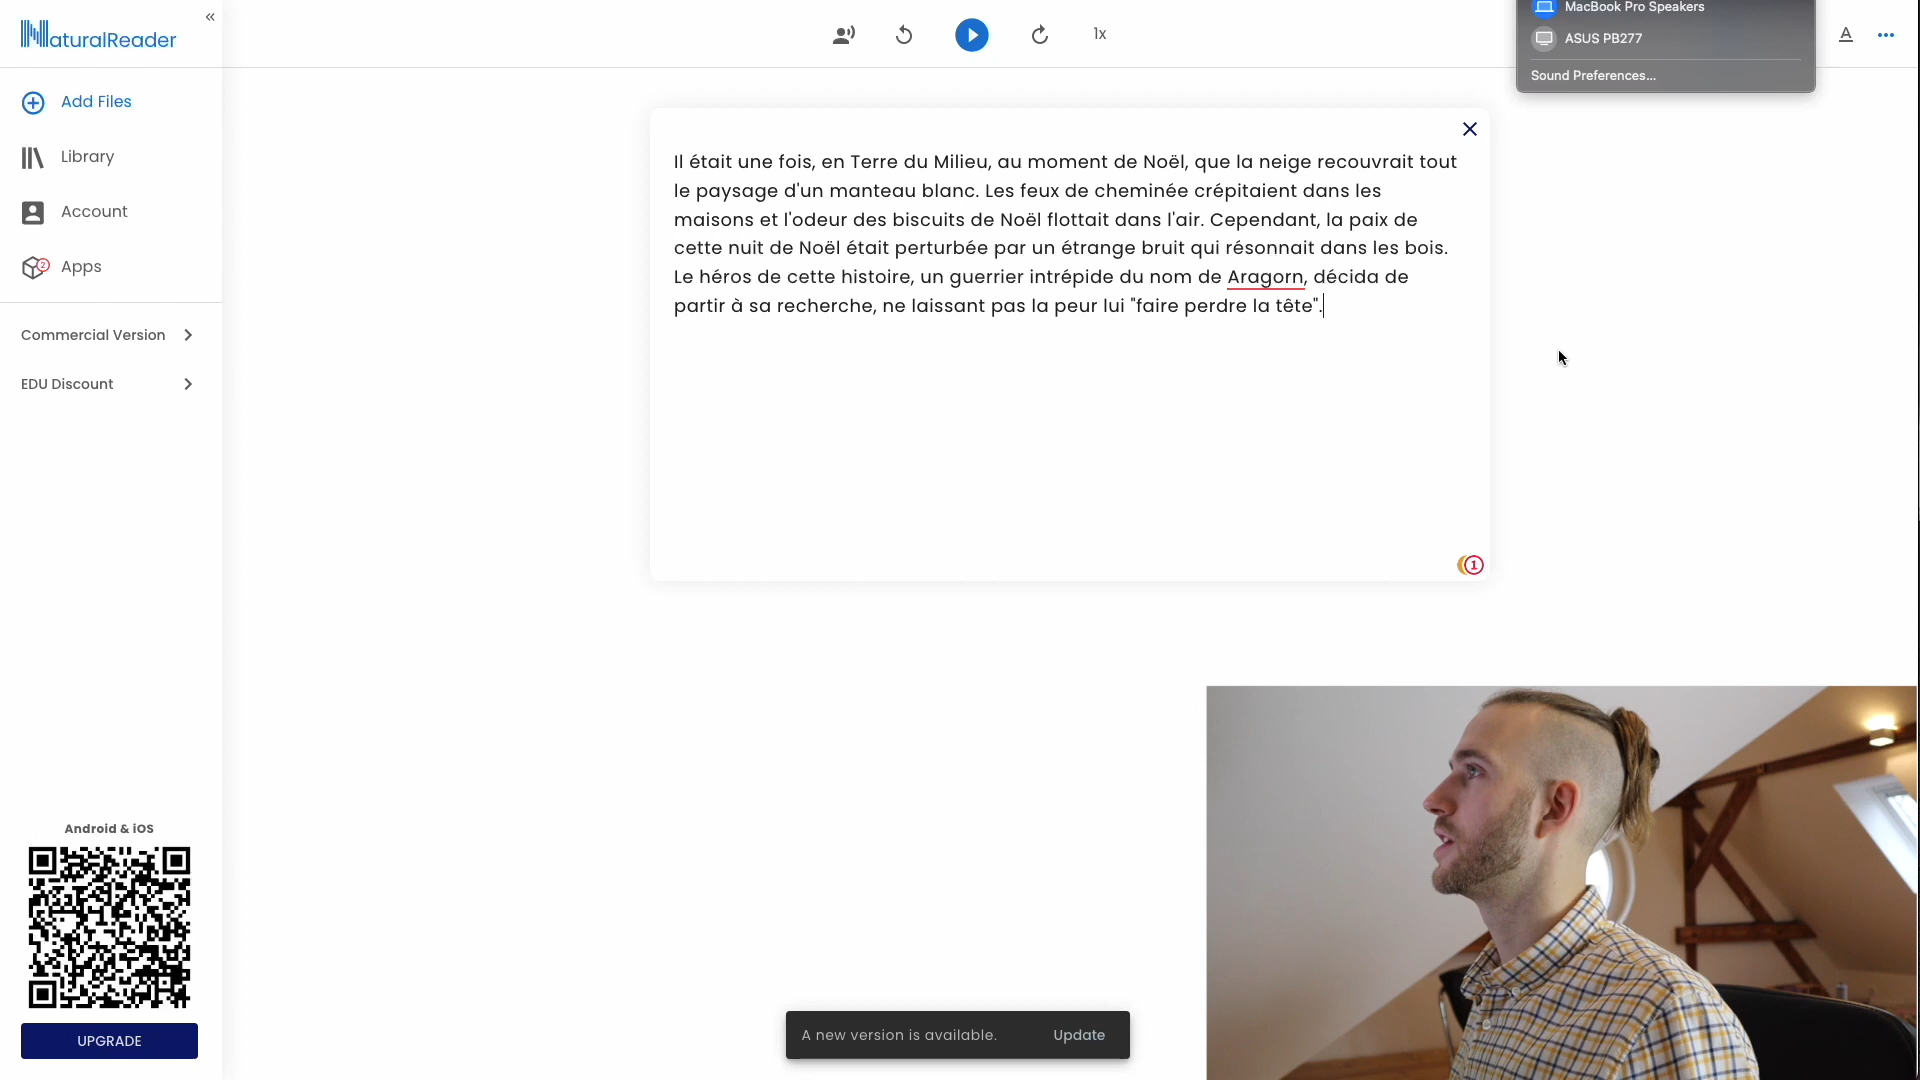 NaturalReader
«
1x
MacBook Pro Speakers
ASUS PB277
Sound Preferences...
A
Add Files
Library
Account
2
Apps
Commercial Version
EDU Discount
Il était une fois, en Terre du Milieu, au moment de Noël, que la neige recouvrait tout
le paysage d'un manteau blanc. Les feux de cheminée crépitaient dans les
maisons et l'odeur des biscuits de Noël flottait dans l'air. Cependant, la paix de
cette nuit de Noël était perturbée par un étrange bruit qui résonnait dans les bois.
Le héros de cette histoire, un guerrier intrépide du nom de Aragorn, décida de
partir à sa recherche, ne laissant pas la peur lui "faire perdre la tête".
1
Android & iOS
UPGRADE
A new version is available. Update